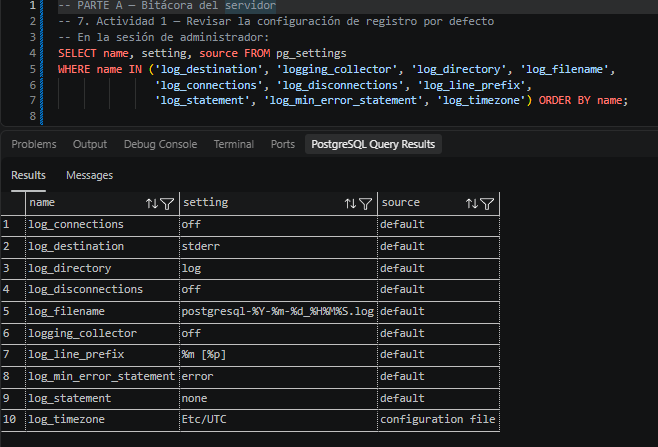 1 -- PARTE A — Bitácora del servidor
2 -- 7. Actividad 1 — Revisar la configuración de registro por defecto
3 -- En la sesión de administrador:
4 SELECT name, setting, source FROM pg_settings
5 WHERE name IN ('log_destination', 'logging_collector', 'log_directory', 'log_filename',
6 'log_connections', 'log_disconnections', 'log_line_prefix',
7 'log_statement', 'log_min_error_statement', 'log_timezone') ORDER BY name;
8
Problems Output Debug Console Terminal Ports PostgreSQL Query Results
Results Messages
name setting source
1 log_connections off default
2 log_destination stderr default
3 log_directory log default
4 log_disconnections off default
5 log_filename postgresql-%Y-%m-%d_%H%M%S.log default
6 logging_collector off default
7 log_line_prefix %m [%p] default
8 log_min_error_statement error default
9 log_statement none default
10 log_timezone Etc/UTC configuration file